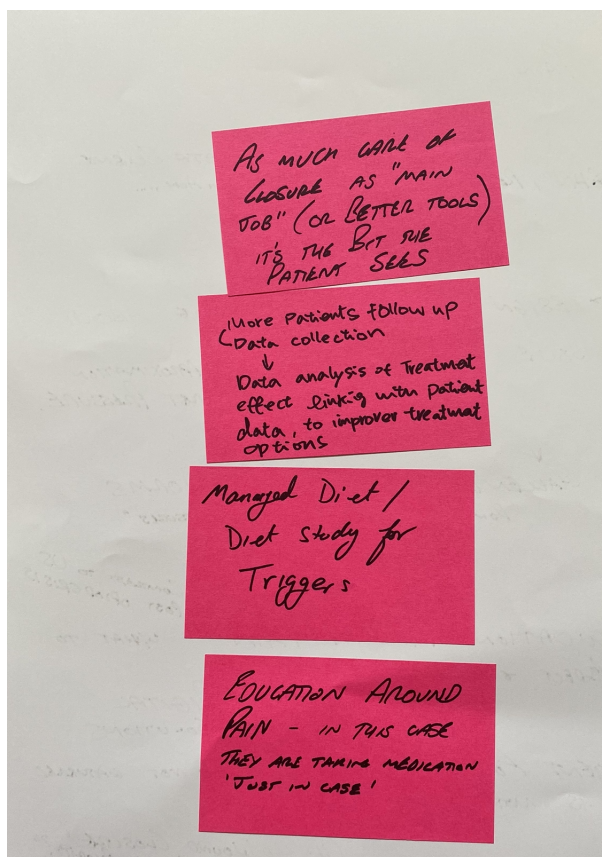 AS MUCH CARE OF
CLOSURE AS "MAIN
JOB" (OR BETTER TOOLS)
IT'S THE BIT THE
PATIENT SEES
More Patients follow up
Data collection
↓
Data analysis of Treatment
effect linking with patient
data, to improver treatmat
options
Managed Diet /
Diet study for
Triggers
EDUCATION AROUND
PAIN - IN THIS CASE
THEY ARE TAKING MEDICATION
'JUST IN CASE'